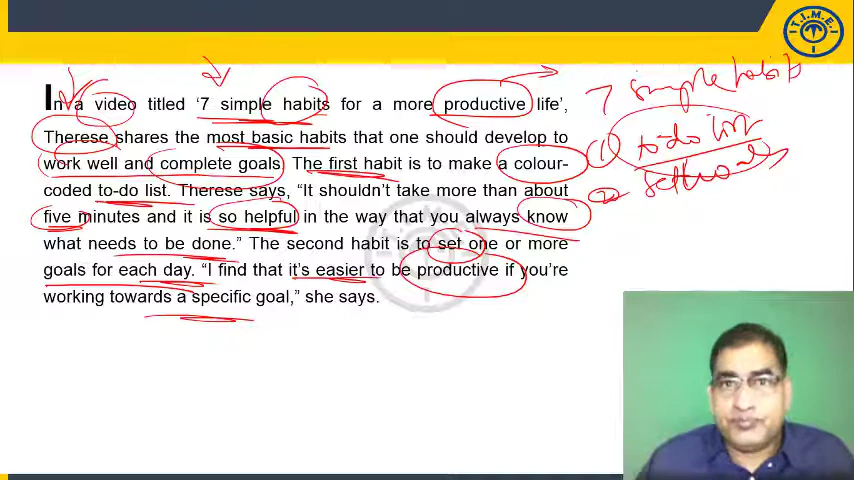 T.I.M.E.
In a video titled ‘7 simple habits for a more productive life’,
Therese shares the most basic habits that one should develop to
work well and complete goals. The first habit is to make a colour-
coded to-do list. Therese says, “It shouldn’t take more than about
five minutes and it is so helpful in the way that you always know
what needs to be done.” The second habit is to set one or more
goals for each day. “I find that it’s easier to be productive if you’re
working towards a specific goal,” she says.
7 simple habits
(1) to-do list